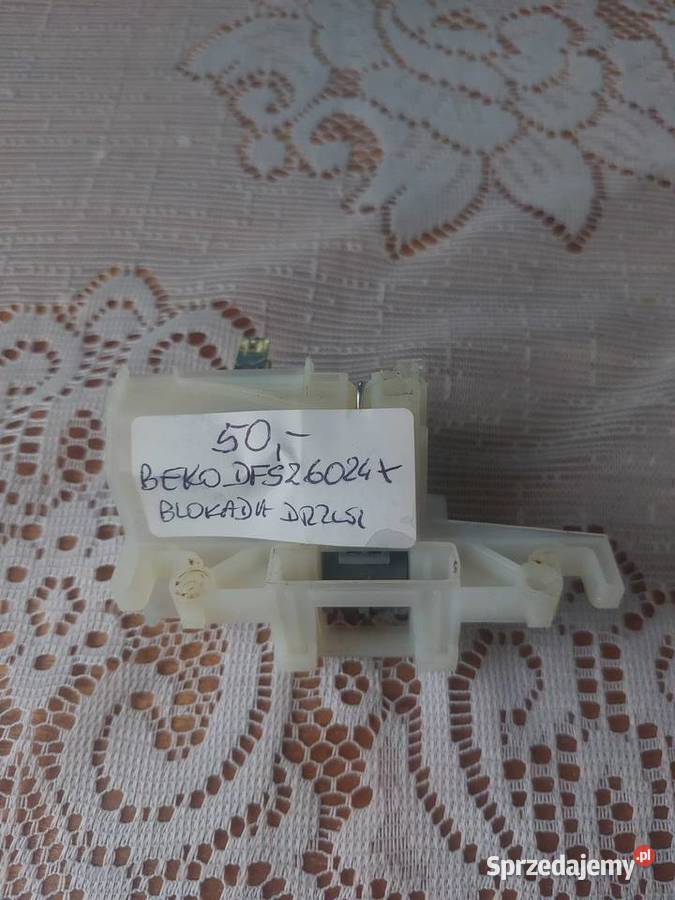 50,-
BEKO DFS26024X
BLOKADA DRZWI
Sprzedajemy.pl